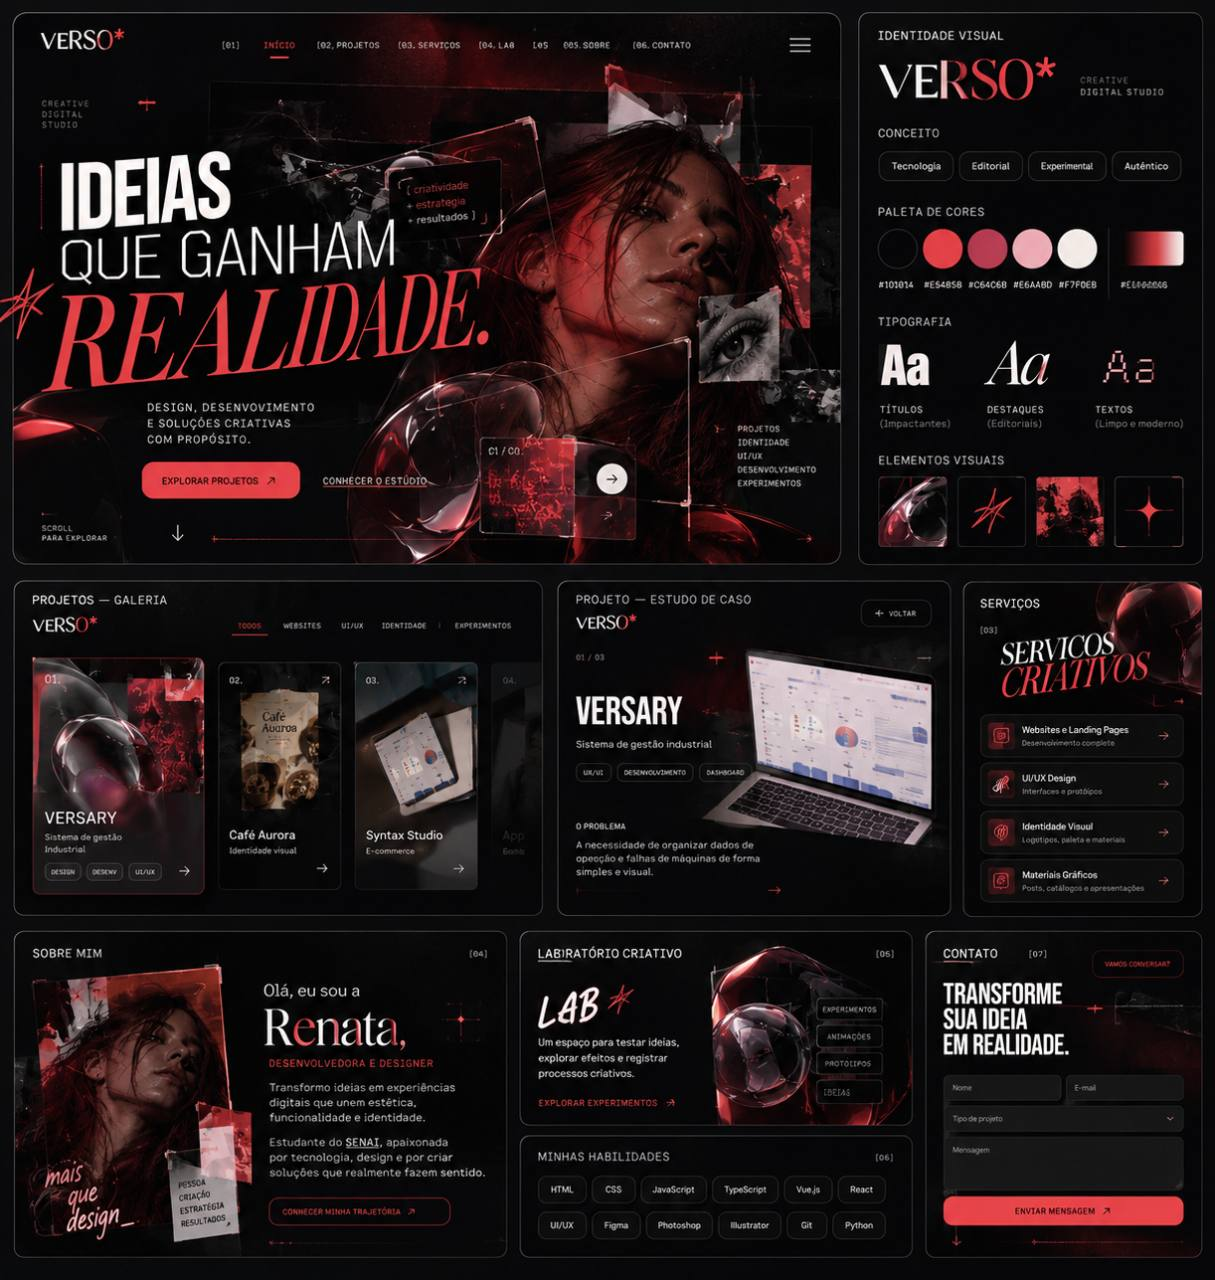 VERSO*
[01]
INÍCIO
[02, PROJETOS
[03. SERVIÇOS
[04. LAB
[05
005. SOBRE
[06. CONTATO
CREATIVE
DIGITAL
STUDIO
[ criatividade
+ estrategia
+ resultados ]
IDEIAS
QUE GANHAM
REALIDADE.
DESIGN, DESENVOVIMENTO
E SOLUÇÕES CRIATIVAS
COM PROPÓSITO.
EXPLORAR PROJETOS
CONHECER O ESTÚDIO
01 / 00.
PROJETOS
IDENTIDADE
UI/UX
DESENVOLVIMENTO
EXPERIMENTOS
SCROLL
PARA EXPLORAR
IDENTIDADE VISUAL
VERSO*
CREATIVE
DIGITAL STUDIO
CONCEITO
Tecnologia
Editorial
Experimental
Autêntico
PALETA DE CORES
#101014
#E54858
#C64C6B
#E6AABD
#F7F0EB
TIPOGRAFIA
Aa
Aa
Aa
TÍTULOS
(Impactantes)
DESTAQUES
(Editoriais)
TEXTOS
(Limpo e moderno)
ELEMENTOS VISUAIS
PROJETOS — GALERIA
VERSO*
TODOS
WEBSITES
UI/UX
IDENTIDADE
EXPERIMENTOS
01.
VERSARY
Sistema de gestão
Industrial
DESIGN
DESENV
UI/UX
02.
Café
Auoroa
Café Aurora
Identidade visual
03.
Syntax Studio
E-commerce
04.
App
PROJETO — ESTUDO DE CASO
VERSO*
VOLTAR
01 / 03
VERSARY
Sistema de gestão industrial
UX/UI
DESENVOLVIMENTO
DASHBOARD
O PROBLEMA
A necessidade de organizar dados de
opeoção e falhas de máquinas de forma
simples e visual.
SERVIÇOS
[03]
SERVICOS
CRIATIVOS
Websites e Landing Pages
Desenvolvimento completo
UI/UX Design
Interfaces e protótipos
Identidade Visuul
Logotipos, paleta e materiais
Materiais Gráficos
Posts, catálogos e apresentações
SOBRE MIM
[04]
mais
que
design_
PESSOA
CRIAÇÃO
ESTRATÉGIA
RESULTADOS
Olá, eu sou a
Renata,
DESENVOLVEDORA E DESIGNER
Transformo ideias em experiências
digitais que unem estética,
funcionalidade e identidade.
Estudante do SENAI, apaixonada
por tecnologia, design e por criar
soluções que realmente fazem sentido.
CONHECER MINHA TRAJETÓRIA
LABIRATÓRIO CRIATIVO
[05]
LAB
Um espaço para testar ideias,
explorar efeitos e registrar
processos criativos.
EXPLORAR EXPERIMENTOS
EXPERIMENTOS
ANIMAÇÕES
PROTÓTIPOS
IDEIAS
MINHAS HABILIDADES
[06]
HTML
CSS
JavaScript
TypeScript
Vue.js
React
UI/UX
Figma
Photoshop
Illustrator
Git
Python
CONTATO
[07]
VAMOS CONVERSAR?
TRANSFORME
SUA IDEIA
EM REALIDADE.
Nome
E-mail
Tipo de projeto
Mensagem
ENVIAR MENSAGEM